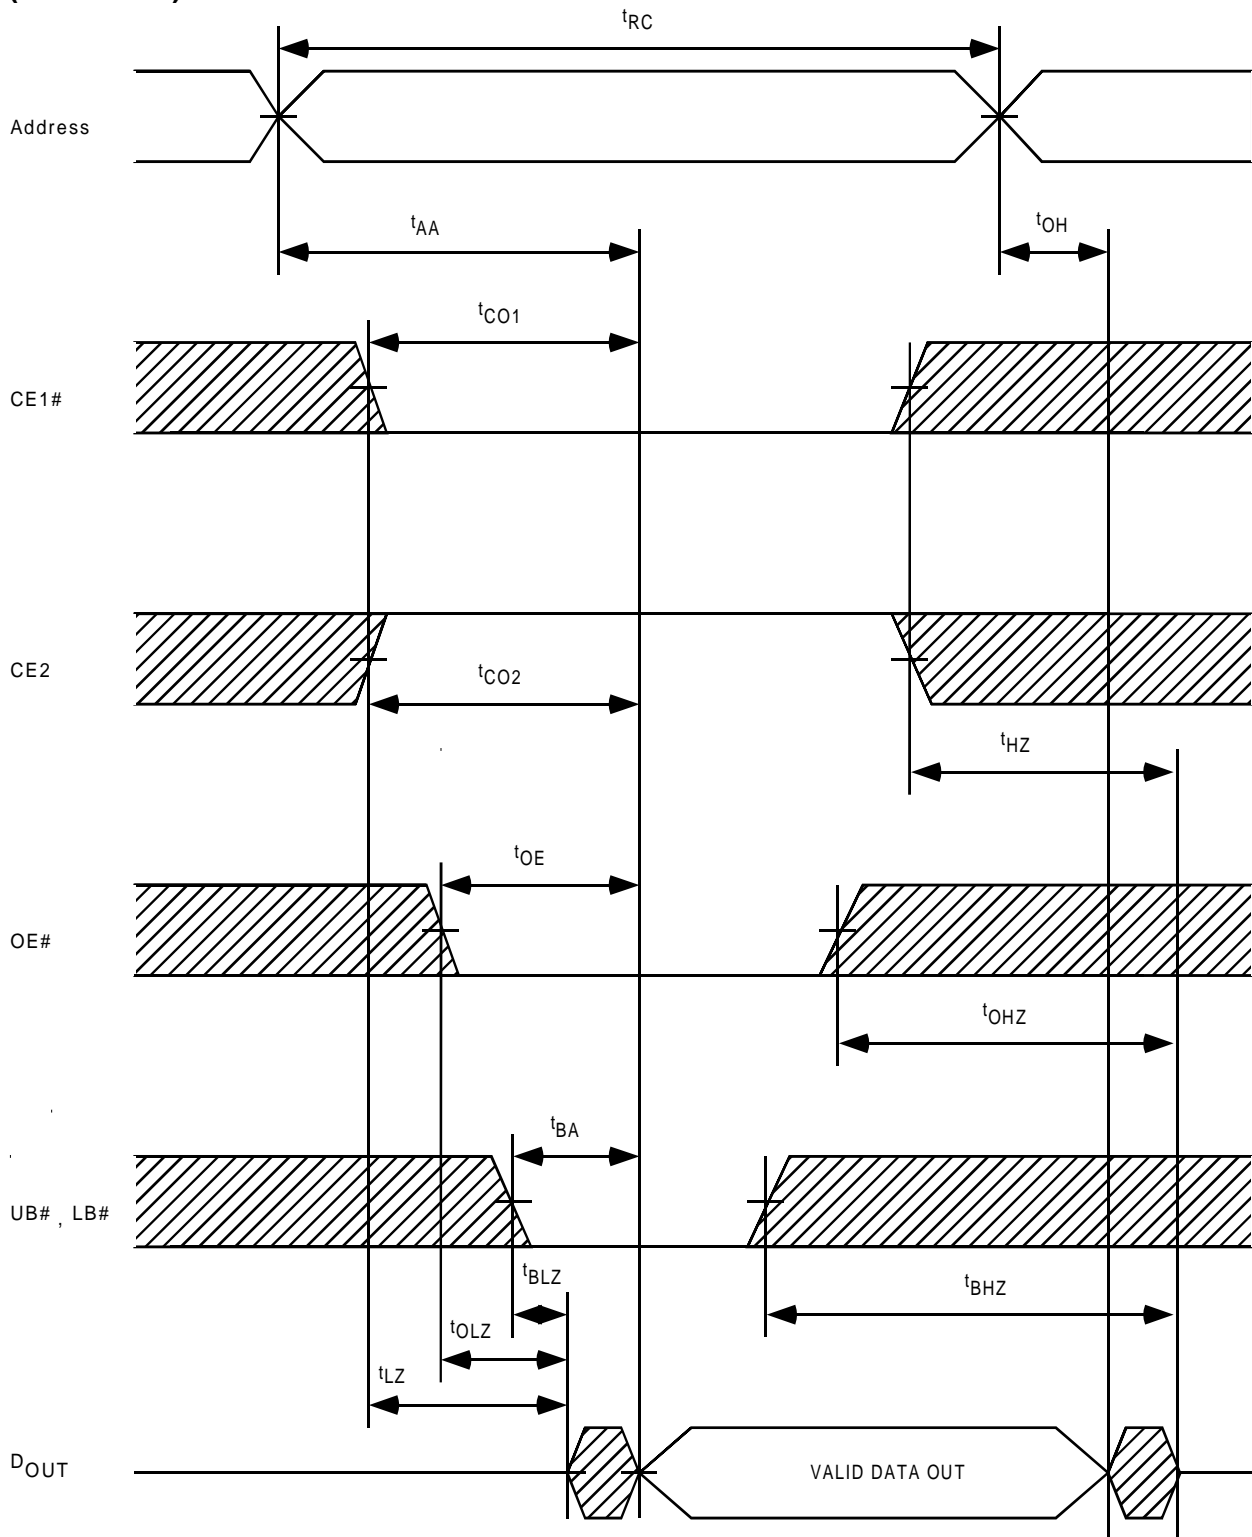 tRC
Address
tAA
tOH
tCO1
CE1#
CE2
tCO2
tHZ
tOE
OE#
tOHZ
tBA
UB# , LB#
tBLZ
tBHZ
tOLZ
tLZ
DOUT
VALID DATA OUT